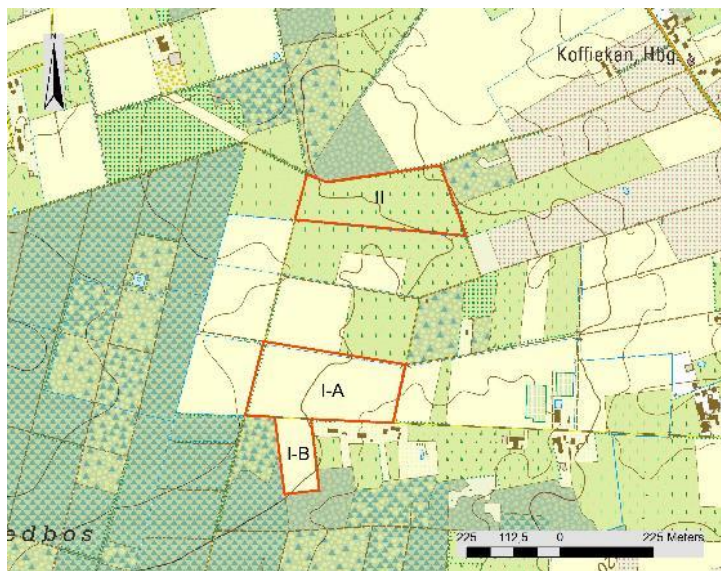 N
Koffiekan, Hbg.
II
I-A
I-B
edbos
225 112,5 0 225 Meters